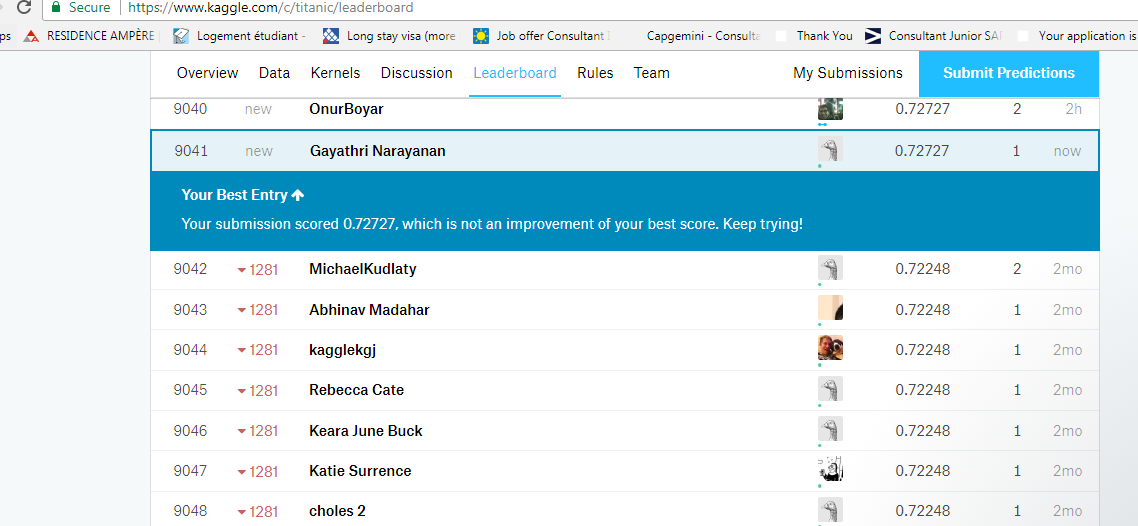 Secure https://www.kaggle.com/c/titanic/leaderboard
ps RESIDENCE AMPÈRE Logement étudiant - Long stay visa (more Job offer Consultant Capgemini - Consulta Thank You Consultant Junior SAP Your application is
Overview Data Kernels Discussion Leaderboard Rules Team My Submissions Submit Predictions
9040 new OnurBoyar 0.72727 2 2h
9041 new Gayathri Narayanan 0.72727 1 now
Your Best Entry
Your submission scored 0.72727, which is not an improvement of your best score. Keep trying!
9042 1281 MichaelKudlaty 0.72248 2 2mo
9043 1281 Abhinav Madahar 0.72248 1 2mo
9044 1281 kagglekgj 0.72248 1 2mo
9045 1281 Rebecca Cate 0.72248 1 2mo
9046 1281 Keara June Buck 0.72248 1 2mo
9047 1281 Katie Surrence 0.72248 1 2mo
9048 1281 choles 2 0.72248 1 2mo